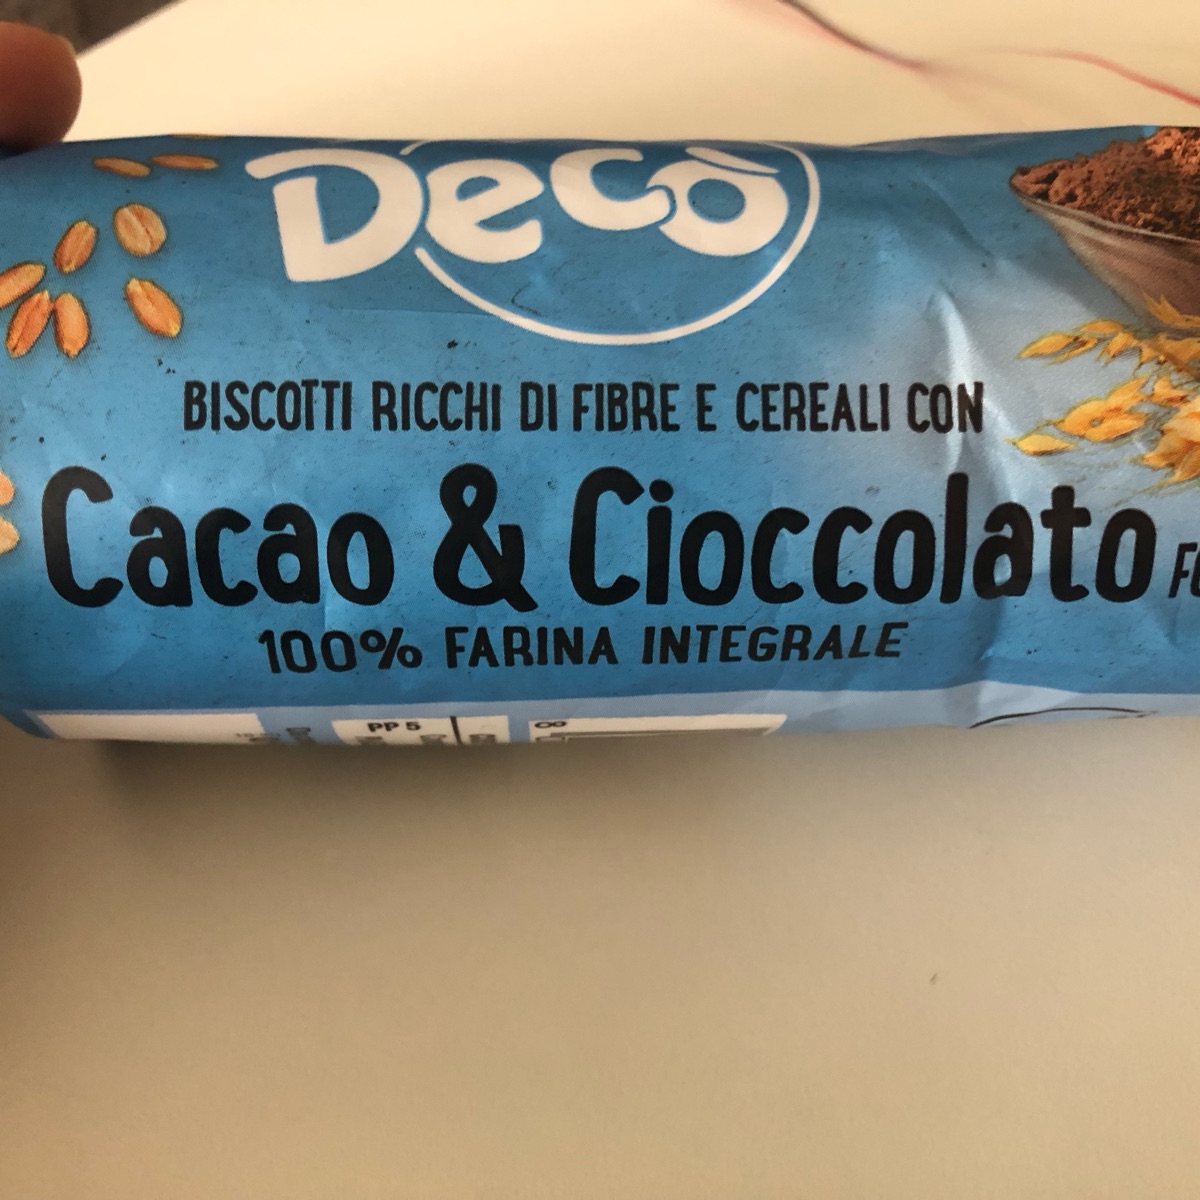 Decò
BISCOTTI RICCHI DI FIBRE E CEREALI CON
Cacao & Cioccolato
100% FARINA INTEGRALE
PP 5